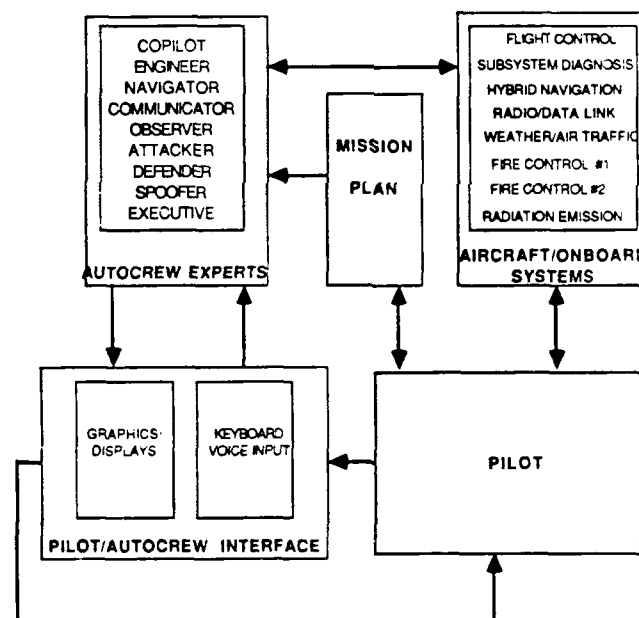 COPILOT
ENGINEER
NAVIGATOR
COMMUNICATOR
OBSERVER
ATTACKER
DEFENDER
SPOOFER
EXECUTIVE
AUTOCREW EXPERTS
MISSION
PLAN
FLIGHT CONTROL
SUBSYSTEM DIAGNOSIS
HYBRID NAVIGATION
RADIO/DATA LINK
WEATHER/AIR TRAFFIC
FIRE CONTROL #1
FIRE CONTROL #2
RADIATION EMISSION
AIRCRAFT/ONBOARD
SYSTEMS
GRAPHICS
DISPLAYS
KEYBOARD
VOICE INPUT
PILOT/AUTOCREW INTERFACE
PILOT